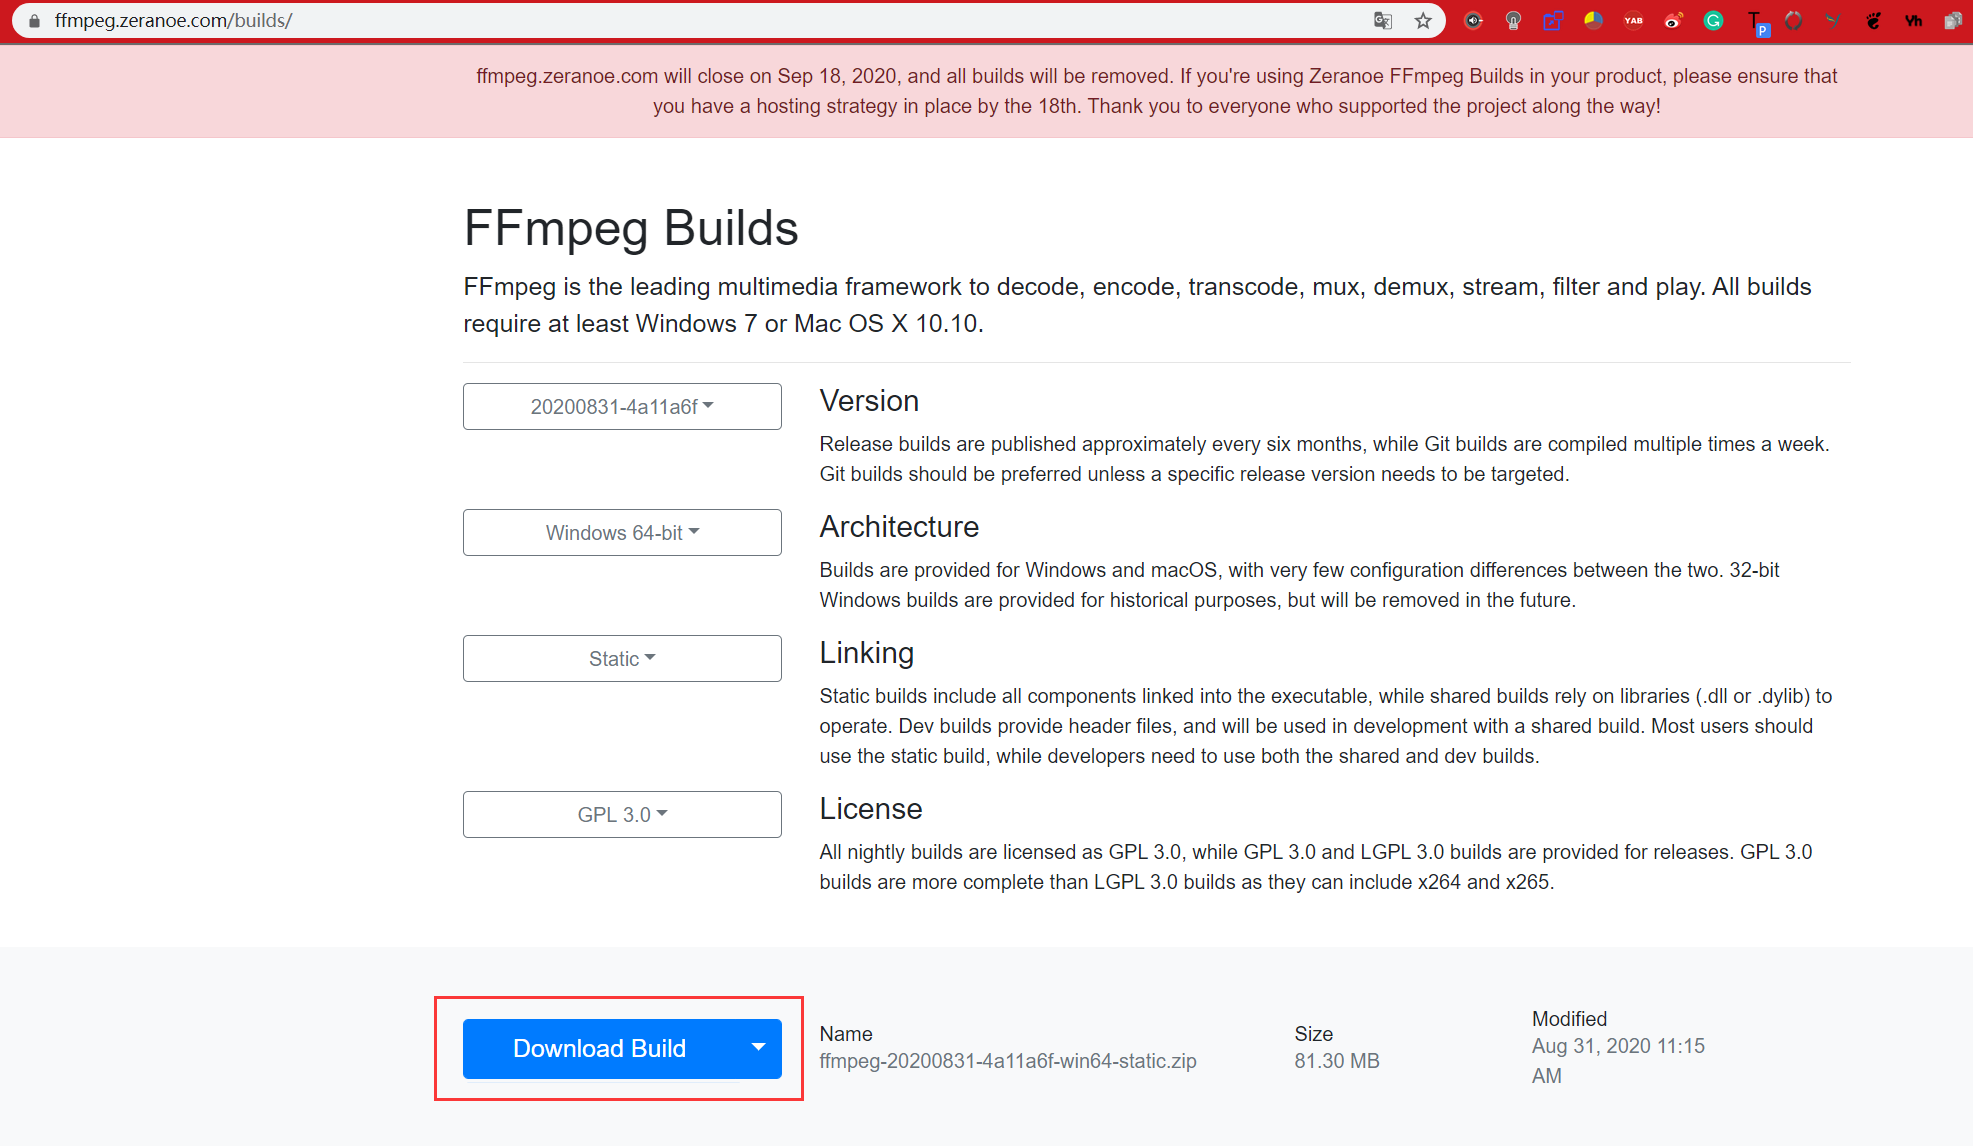 ffmpeg.zeranoe.com/builds/
YAB
T
P
Yh
ffmpeg.zeranoe.com will close on Sep 18, 2020, and all builds will be removed. If you're using Zeranoe FFmpeg Builds in your product, please ensure that
you have a hosting strategy in place by the 18th. Thank you to everyone who supported the project along the way!
FFmpeg Builds
FFmpeg is the leading multimedia framework to decode, encode, transcode, mux, demux, stream, filter and play. All builds
require at least Windows 7 or Mac OS X 10.10.
20200831-4a11a6f
Version
Release builds are published approximately every six months, while Git builds are compiled multiple times a week.
Git builds should be preferred unless a specific release version needs to be targeted.
Windows 64-bit
Architecture
Builds are provided for Windows and macOS, with very few configuration differences between the two. 32-bit
Windows builds are provided for historical purposes, but will be removed in the future.
Static
Linking
Static builds include all components linked into the executable, while shared builds rely on libraries (.dll or .dylib) to
operate. Dev builds provide header files, and will be used in development with a shared build. Most users should
use the static build, while developers need to use both the shared and dev builds.
GPL 3.0
License
All nightly builds are licensed as GPL 3.0, while GPL 3.0 and LGPL 3.0 builds are provided for releases. GPL 3.0
builds are more complete than LGPL 3.0 builds as they can include x264 and x265.
Download Build
Name
ffmpeg-20200831-4a11a6f-win64-static.zip
Size
81.30 MB
Modified
Aug 31, 2020 11:15
AM